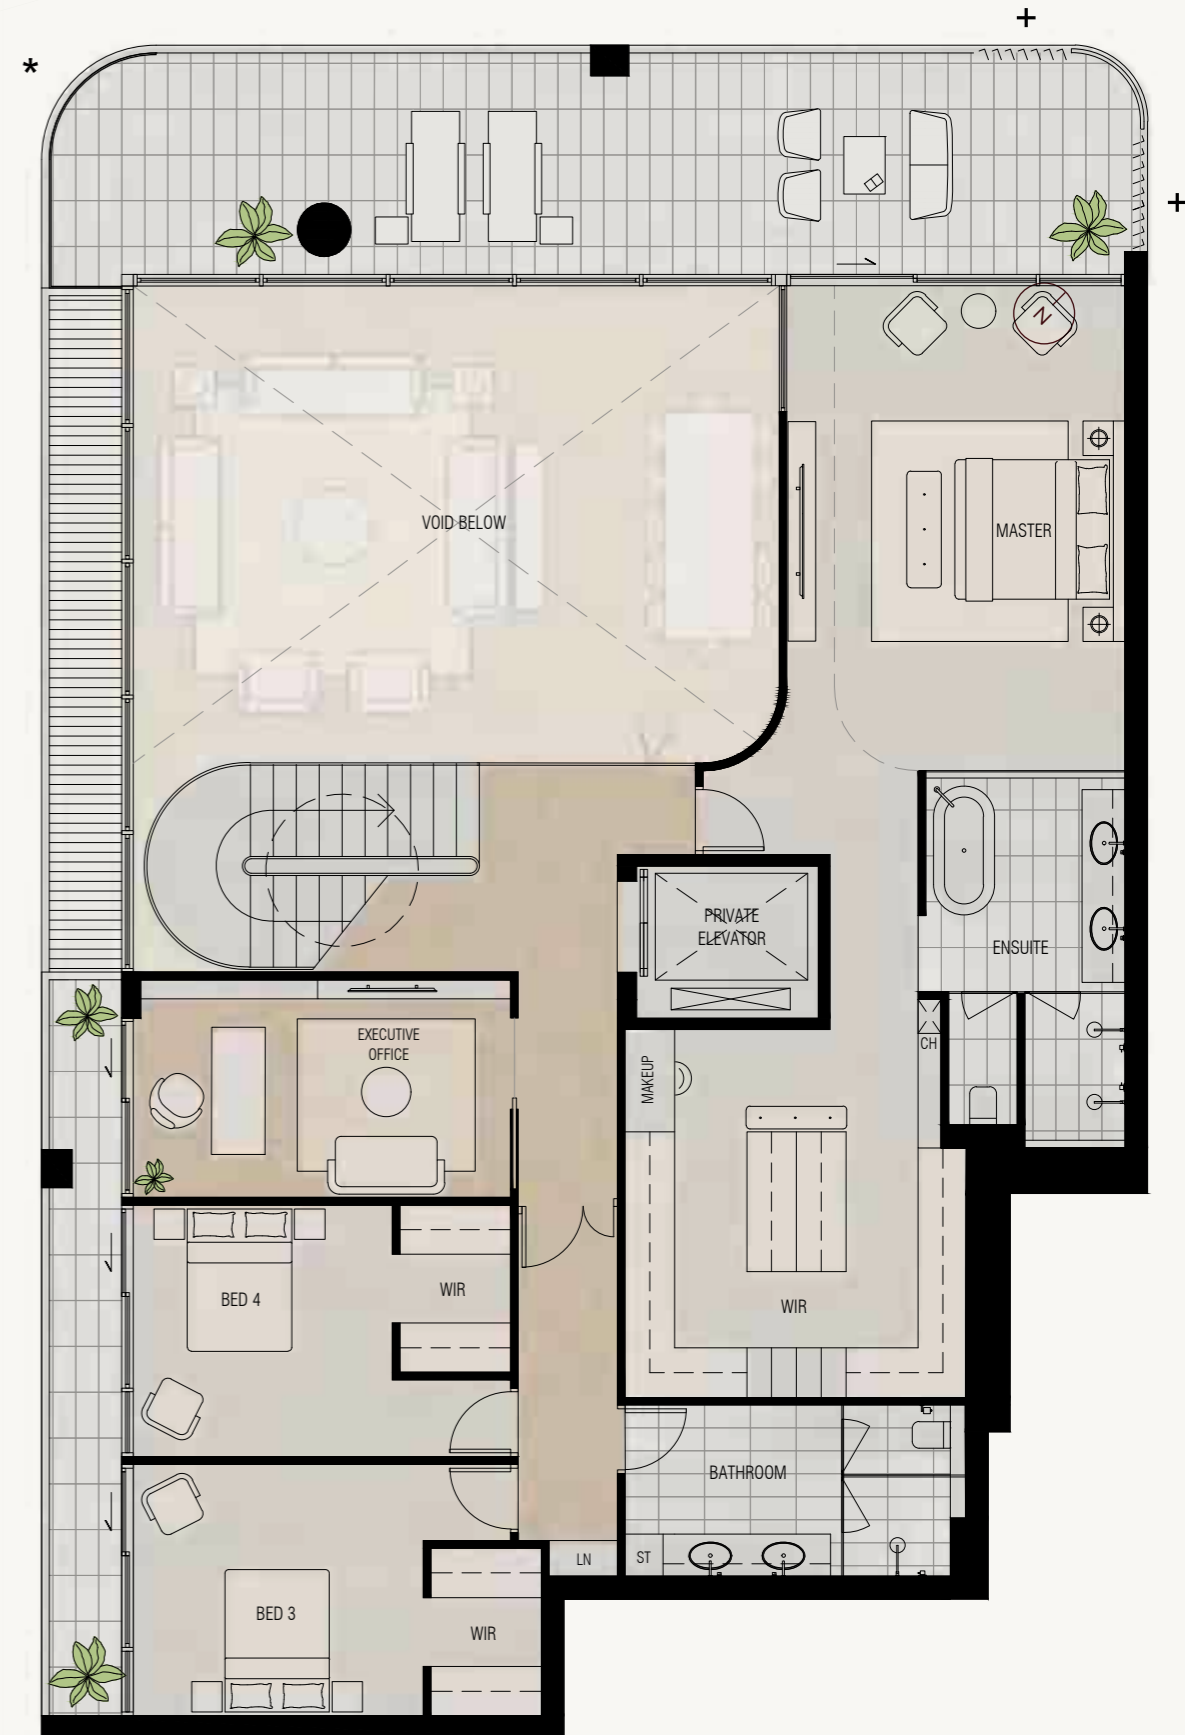 +
*
+
N
VOID BELOW
MASTER
PRIVATE
ELEVATOR
ENSUITE
EXECUTIVE
OFFICE
CH
MAKEUP
BED 4
WIR
WIR
BATHROOM
LN
ST
BED 3
WIR